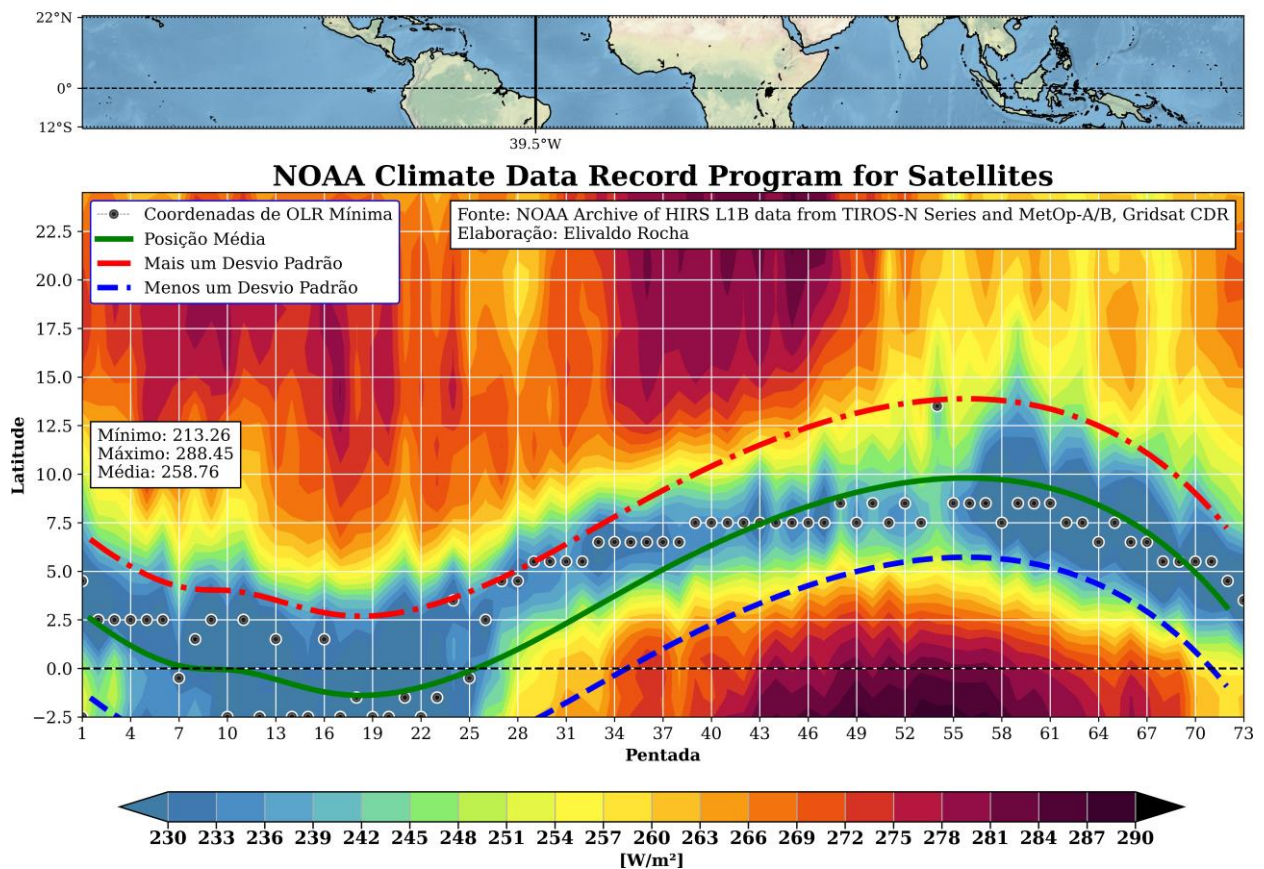 22°N
0°
12°S
39.5°W
NOAA Climate Data Record Program for Satellites
Coordenadas de OLR Mínima
Posição Média
Mais um Desvio Padrão
Menos um Desvio Padrão
Fonte: NOAA Archive of HIRS L1B data from TIROS-N Series and MetOp-A/B, Gridsat CDR
Elaboração: Elivaldo Rocha
Mínimo: 213.26
Máximo: 288.45
Média: 258.76
Latitude
22.5
20.0
17.5
15.0
12.5
10.0
7.5
5.0
2.5
0.0
−2.5
1 4 7 10 13 16 19 22 25 28 31 34 37 40 43 46 49 52 55 58 61 64 67 70 73
Pentada
230 233 236 239 242 245 248 251 254 257 260 263 266 269 272 275 278 281 284 287 290
[W/m²]